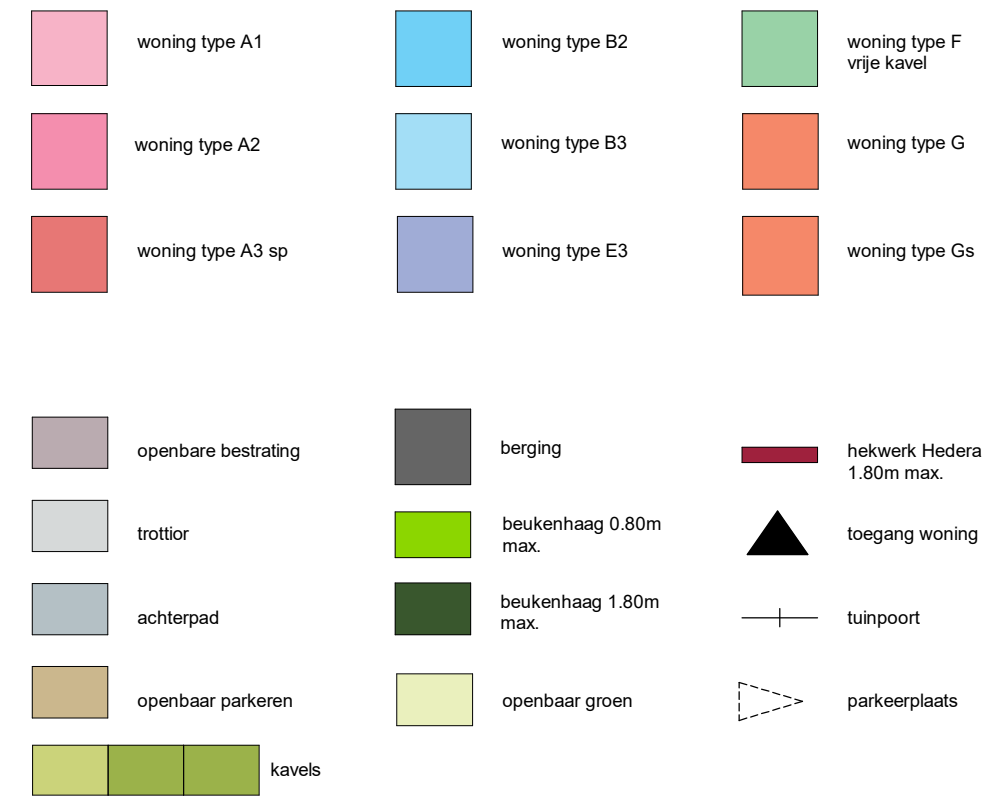 woning type A1
woning type B2
woning type F
vrije kavel
woning type A2
woning type B3
woning type G
woning type A3 sp
woning type E3
woning type Gs
openbare bestrating
berging
hekwerk Hedera
1.80m max.
trottior
beukenhaag 0.80m
max.
toegang woning
achterpad
beukenhaag 1.80m
max.
tuinpoort
openbaar parkeren
openbaar groen
parkeerplaats
kavels